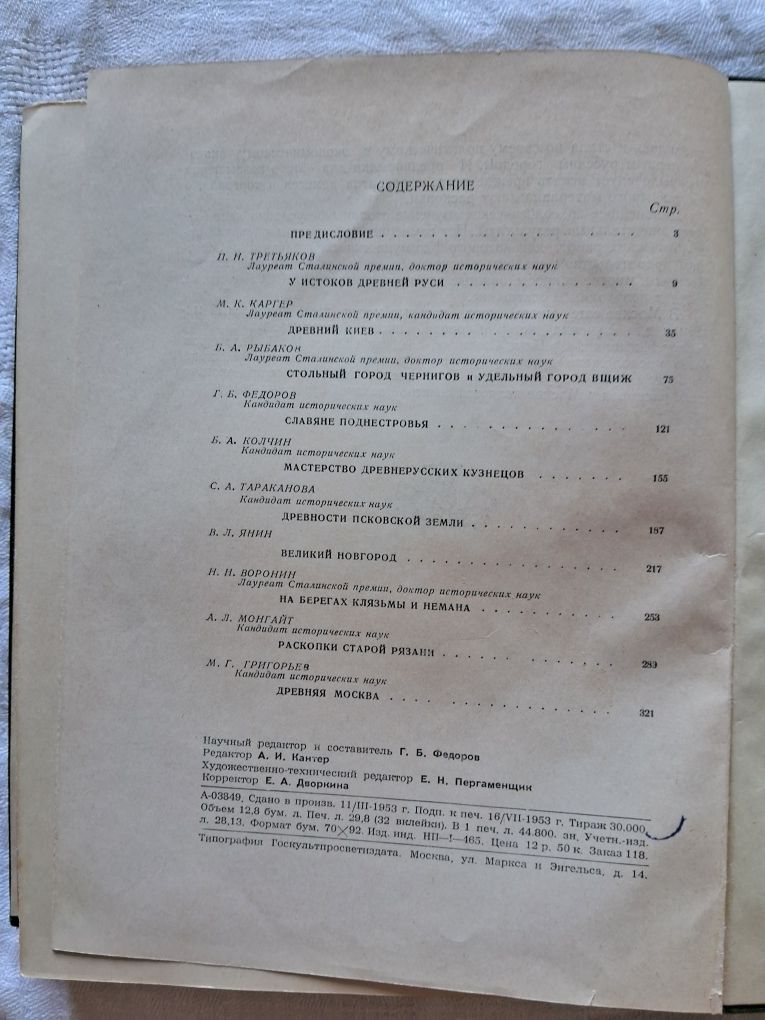 СОДЕРЖАНИЕ
Стр.
ПРЕДИСЛОВИЕ . . . . . . . . . . . . . . . . . 3
П. Н. ТРЕТЬЯКОВ
Лауреат Сталинской премии, доктор исторических наук
У ИСТОКОВ ДРЕВНЕЙ РУСИ . . . . . . . . . . . . 9
М. К. КАРГЕР
Лауреат Сталинской премии, кандидат исторических наук
ДРЕВНИЙ КИЕВ . . . . . . . . . . . . . . . . . 35
Б. А. РЫБАКОВ
Лауреат Сталинской премии, доктор исторических наук
СТОЛЬНЫЙ ГОРОД ЧЕРНИГОВ и УДЕЛЬНЫЙ ГОРОД ВЩИЖ 75
Г. Б. ФЕДОРОВ
Кандидат исторических наук
СЛАВЯНЕ ПОДНЕСТРОВЬЯ . . . . . . . . . . . . . 121
Б. А. КОЛЧИН
Кандидат исторических наук
МАСТЕРСТВО ДРЕВНЕРУССКИХ КУЗНЕЦОВ . . . . . . . 155
С. А. ТАРАКАНОВА
Кандидат исторических наук
ДРЕВНОСТИ ПСКОВСКОЙ ЗЕМЛИ . . . . . . . . . . . 187
В. Л. ЯНИН
ВЕЛИКИЙ НОВГОРОД . . . . . . . . . . . . . . . 217
Н. Н. ВОРОНИН
Лауреат Сталинской премии, доктор исторических наук
НА БЕРЕГАХ КЛЯЗЬМЫ И НЕМАНА . . . . . . . . . . 253
А. Л. МОНГАЙТ
Кандидат исторических наук
РАСКОПКИ СТАРОЙ РЯЗАНИ . . . . . . . . . . . . 289
М. Г. ГРИГОРЬЕВ
Кандидат исторических наук
ДРЕВНЯЯ МОСКВА . . . . . . . . . . . . . . . . 321
Научный редактор и составитель Г. Б. Федоров
Редактор А. И. Кантер
Художественно-технический редактор Е. Н. Пергаменщик
Корректор Е. А. Дворкина
А-03849. Сдано в произв. 11/III-1953 г. Подп. к печ. 16/VII-1953 г. Тираж 30.000.
Объем 12,8 бум. л. Печ. л. 29,8 (32 вклейки). В 1 печ. л. 44.800. зн. Учетн.-изд.
л. 28,13. Формат бум. 70×92. Изд. инд. НП—I—465. Цена 12 р. 50 к. Заказ 118.
Типография Госкультпросветиздата. Москва, ул. Маркса и Энгельса, д. 14.